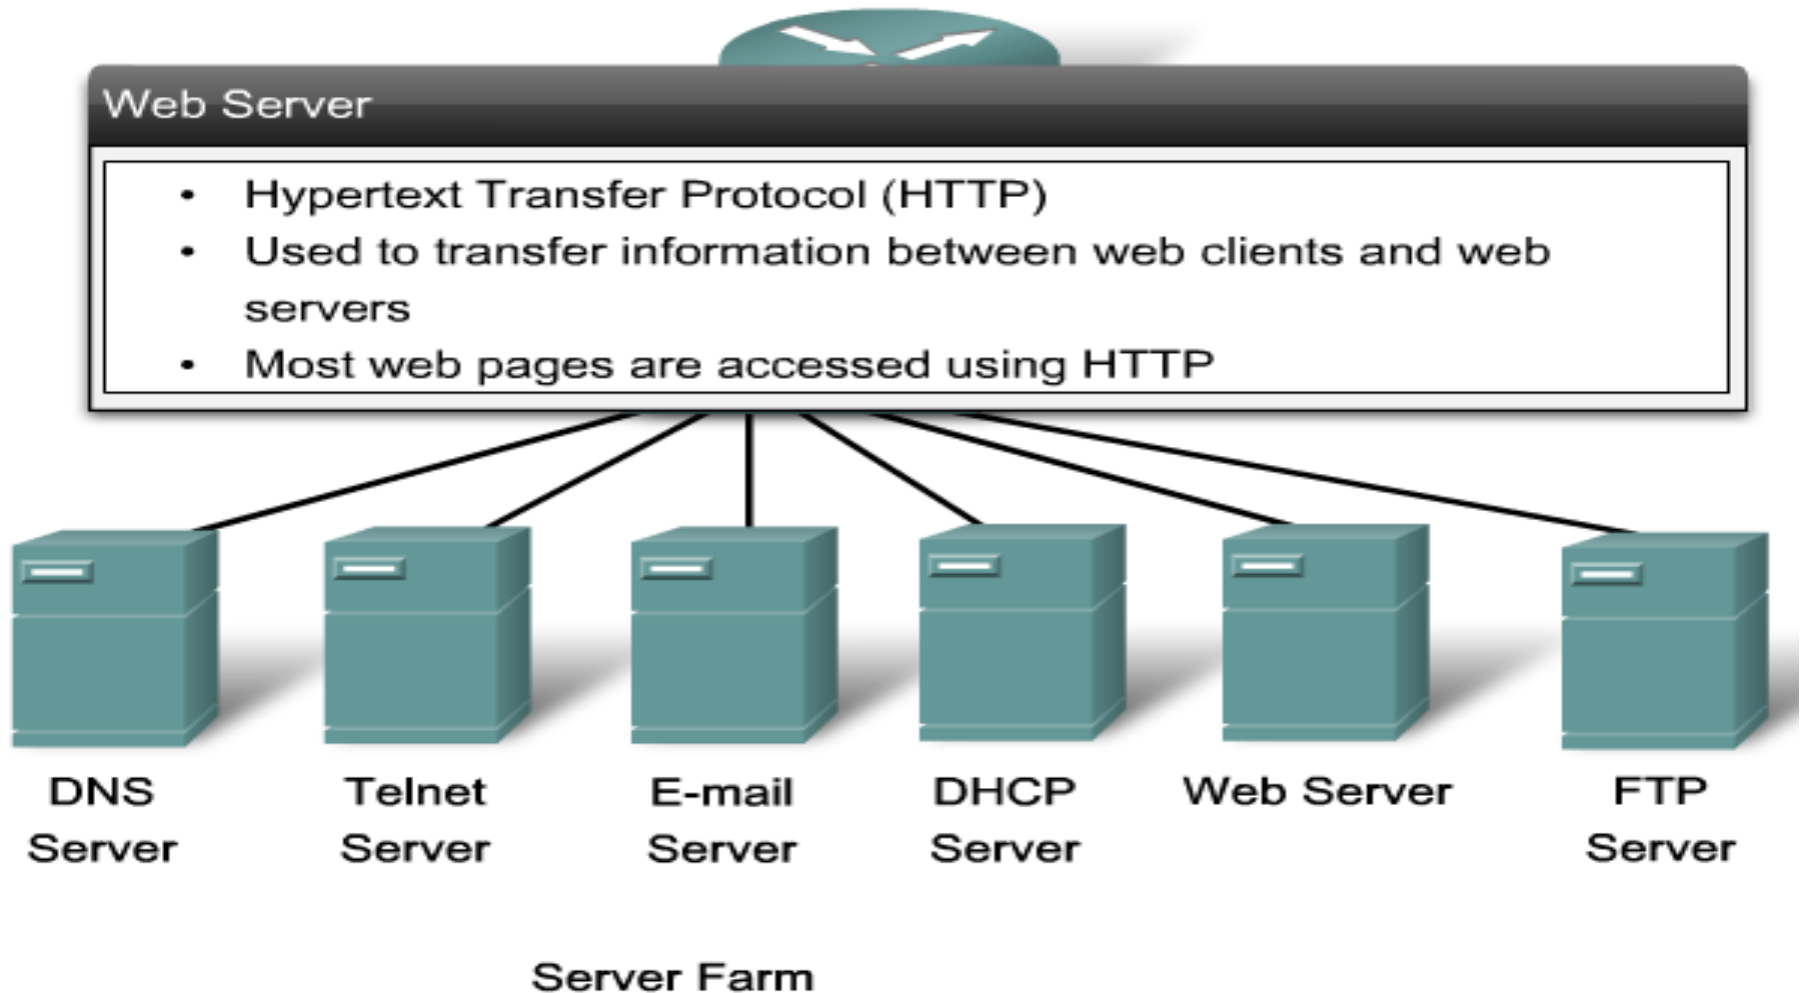 Web Server
• Hypertext Transfer Protocol (HTTP)
• Used to transfer information between web clients and web
servers
• Most web pages are accessed using HTTP
DNS
Server
Telnet
Server
E-mail
Server
DHCP
Server
Web Server
FTP
Server
Server Farm